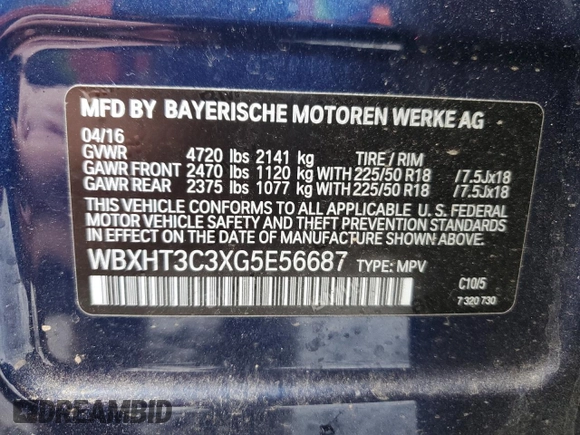 MFD BY BAYERISCHE MOTOREN WERKE AG
04/16
GVWR 4720 lbs 2141 kg TIRE / RIM
GAWR FRONT 2470 lbs 1120 kg WITH 225/50 R18 /7.5Jx18
GAWR REAR 2375 lbs 1077 kg WITH 225/50 R18 /7.5Jx18
THIS VEHICLE CONFORMS TO ALL APPLICABLE U. S. FEDERAL
MOTOR VEHICLE SAFETY AND THEFT PREVENTION STANDARDS
IN EFFECT ON THE DATE OF MANUFACTURE SHOWN ABOVE.
WBXHT3C3XG5E56687 TYPE: MPV
C10/5
7 320 730
DREAMBID